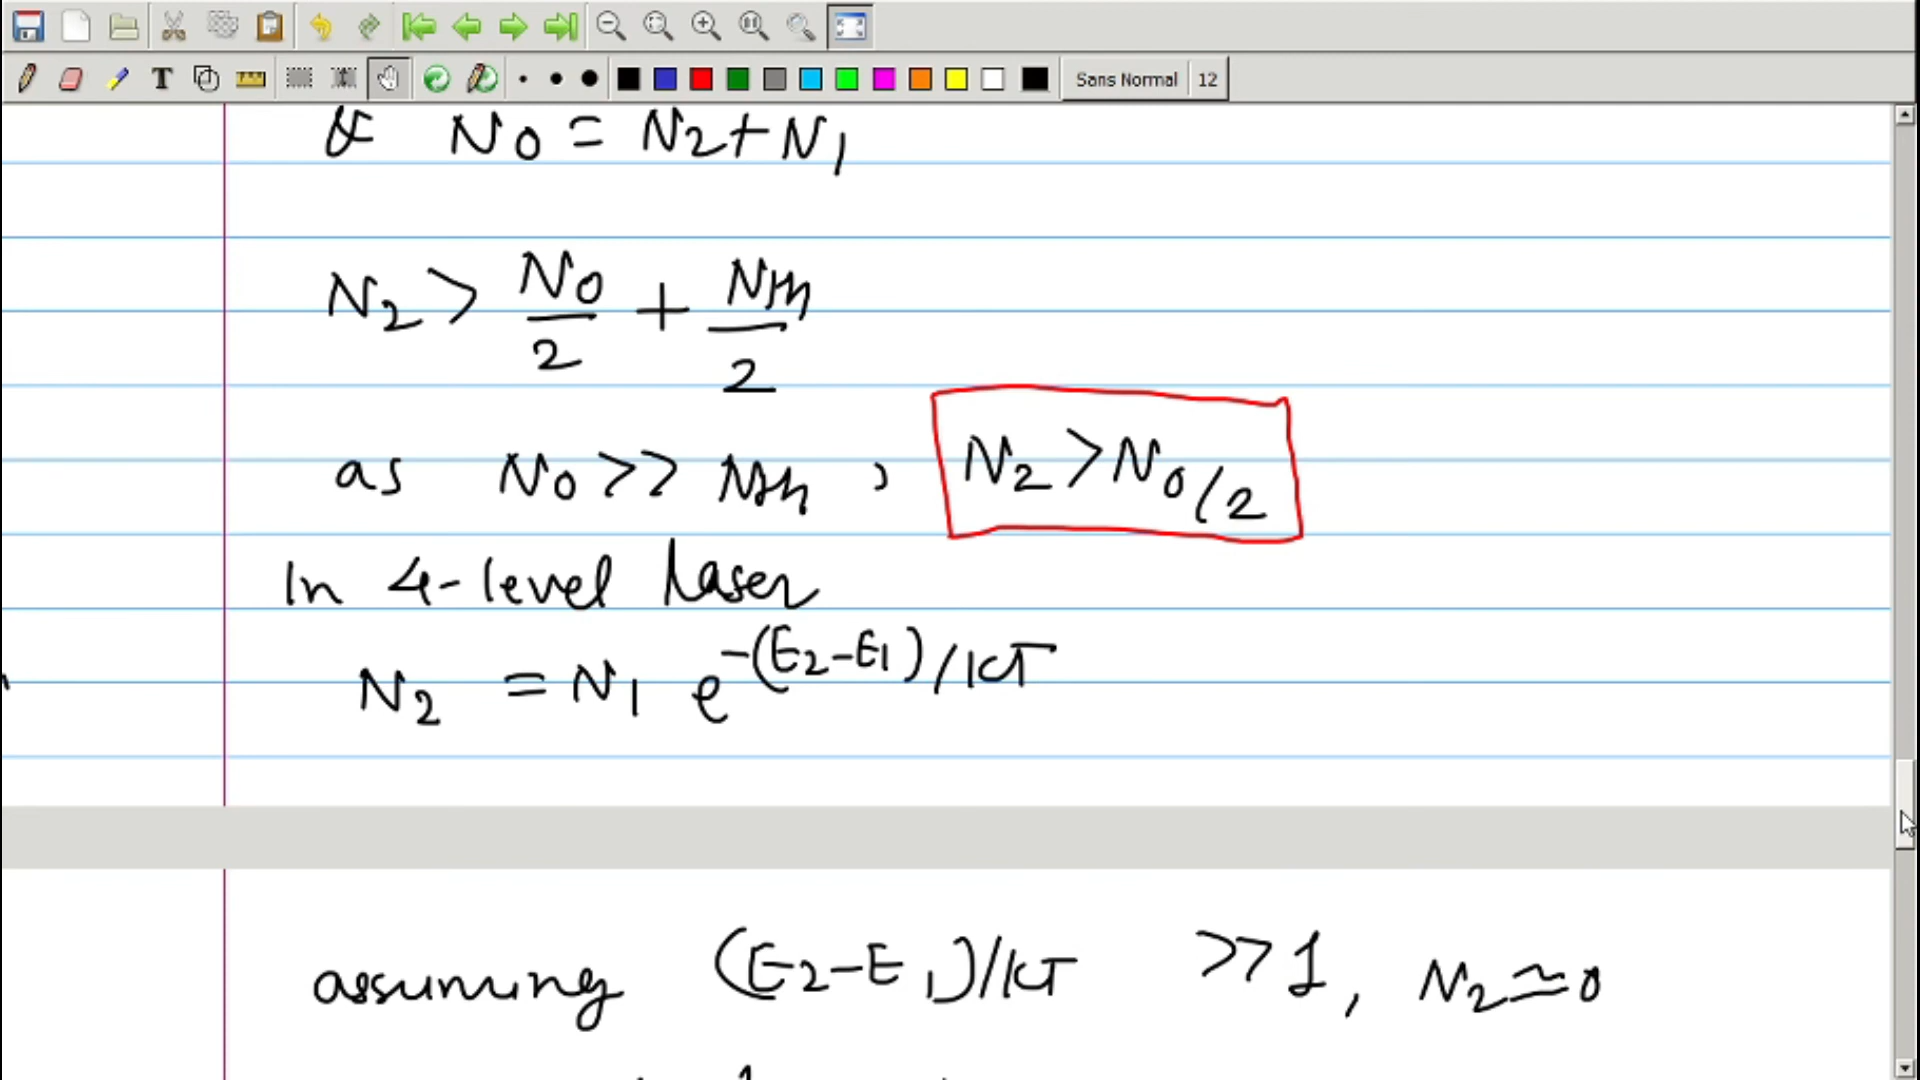 Sans Normal 12
& N0 = N2+N1
N2 > N0/2 + Nth/2
as N0 >> Nth , N2 > N0/2
In 4-level laser
N2 = N1 e^-(E2-E1)/KT
assuming (E2-E1)/KT >> 1, N2 ≃ 0